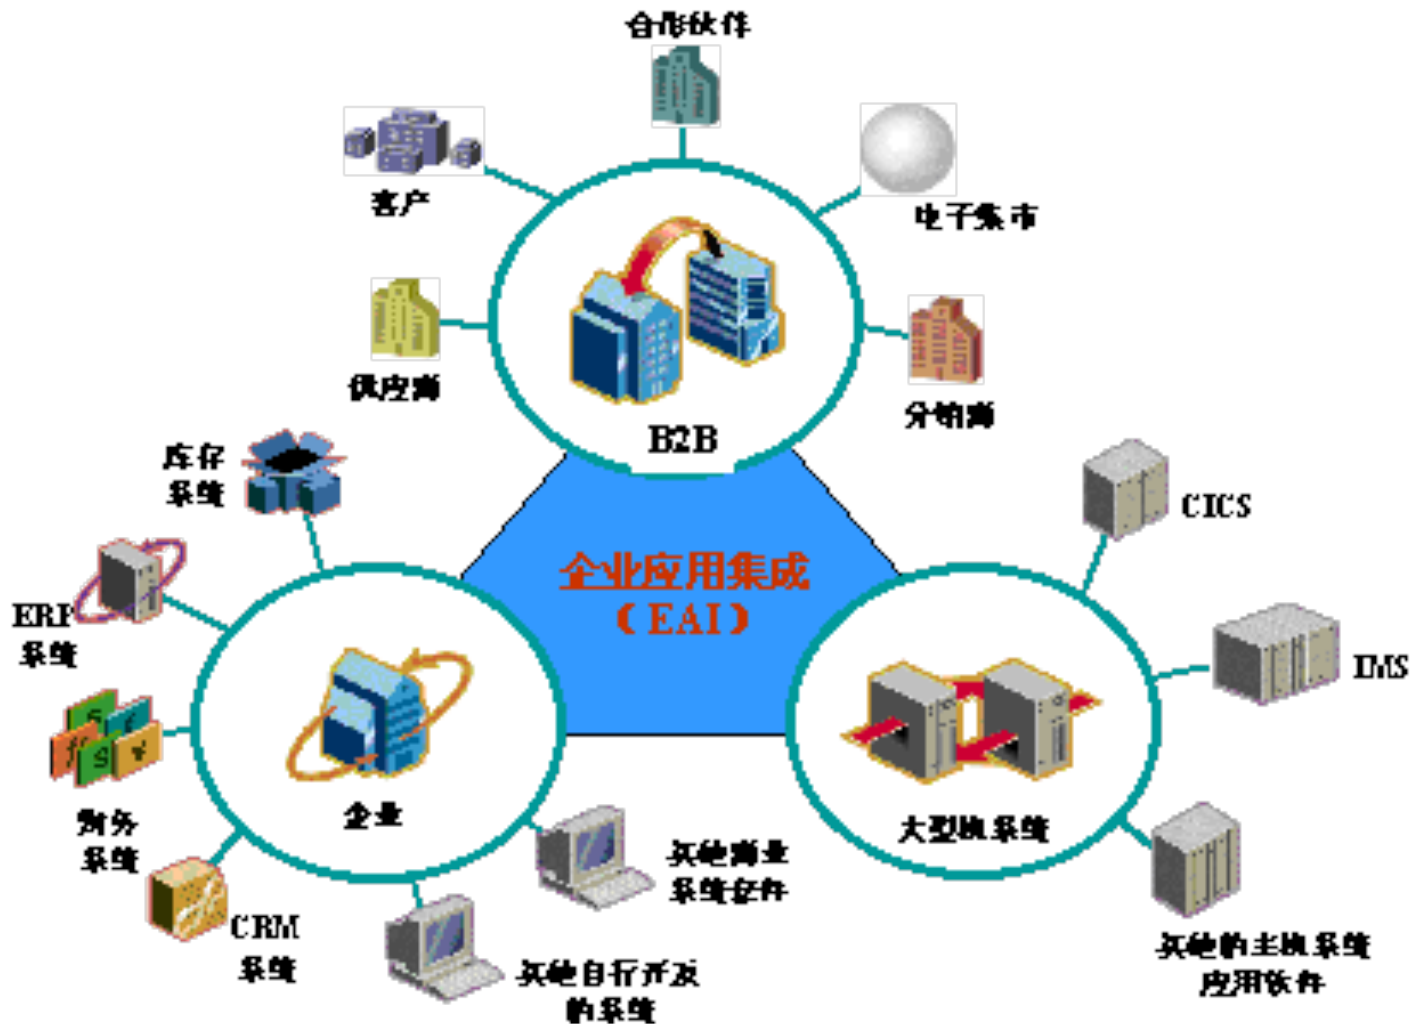 合作伙伴
客户
电子集市
供应商
分销商
B2B
库存
系统
CICS
企业应用集成
（EAI）
ERP
系统
IMS
财务
系统
企业
大型机系统
其他商业
系统套件
CRM
系统
其他自行开发
的系统
其他的主机系统
应用软件